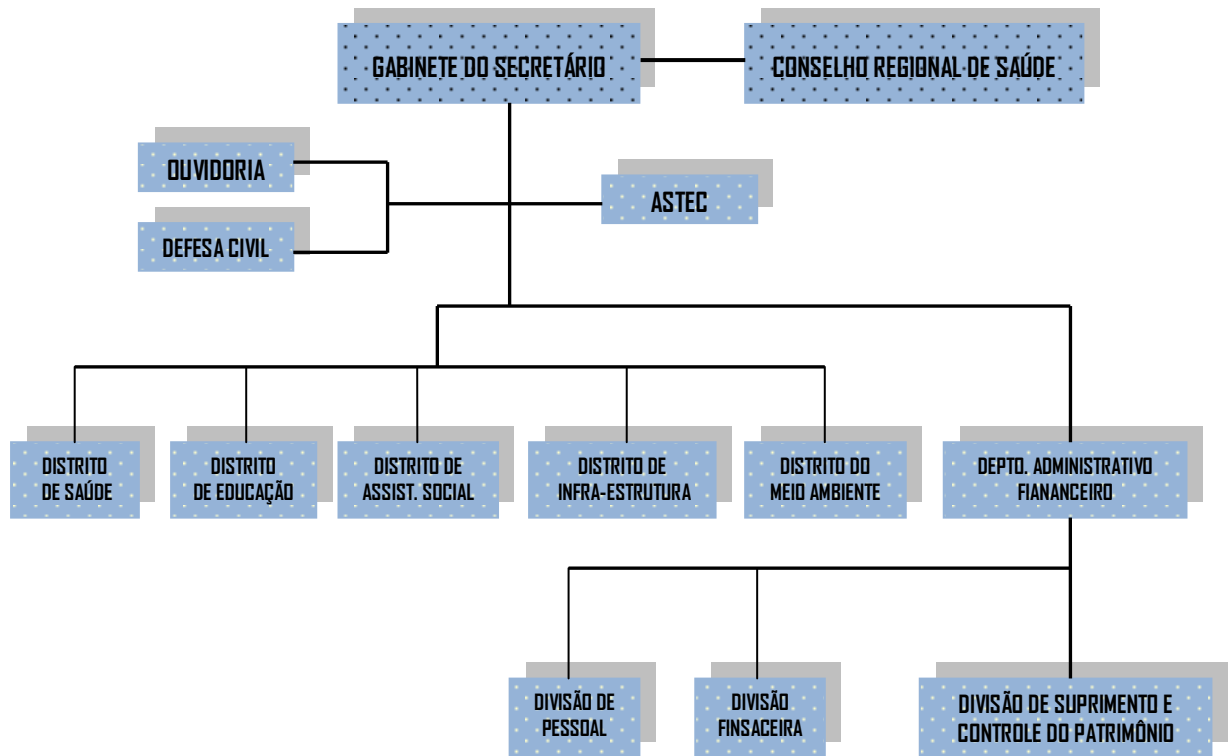 GABINETE DO SECRETÁRIO
CONSELHO REGIONAL DE SAÚDE
OUVIDORIA
ASTEC
DEFESA CIVIL
DISTRITO
DE SAÚDE
DISTRITO
DE EDUCAÇÃO
DISTRITO DE
ASSIST. SOCIAL
DISTRITO DE
INFRA-ESTRUTURA
DISTRITO DO
MEIO AMBIENTE
DEPTO. ADMINISTRATIVO
FIANANCEIRO
DIVISÃO DE
PESSOAL
DIVISÃO
FINSACEIRA
DIVISÃO DE SUPRIMENTO E
CONTROLE DO PATRIMÔNIO